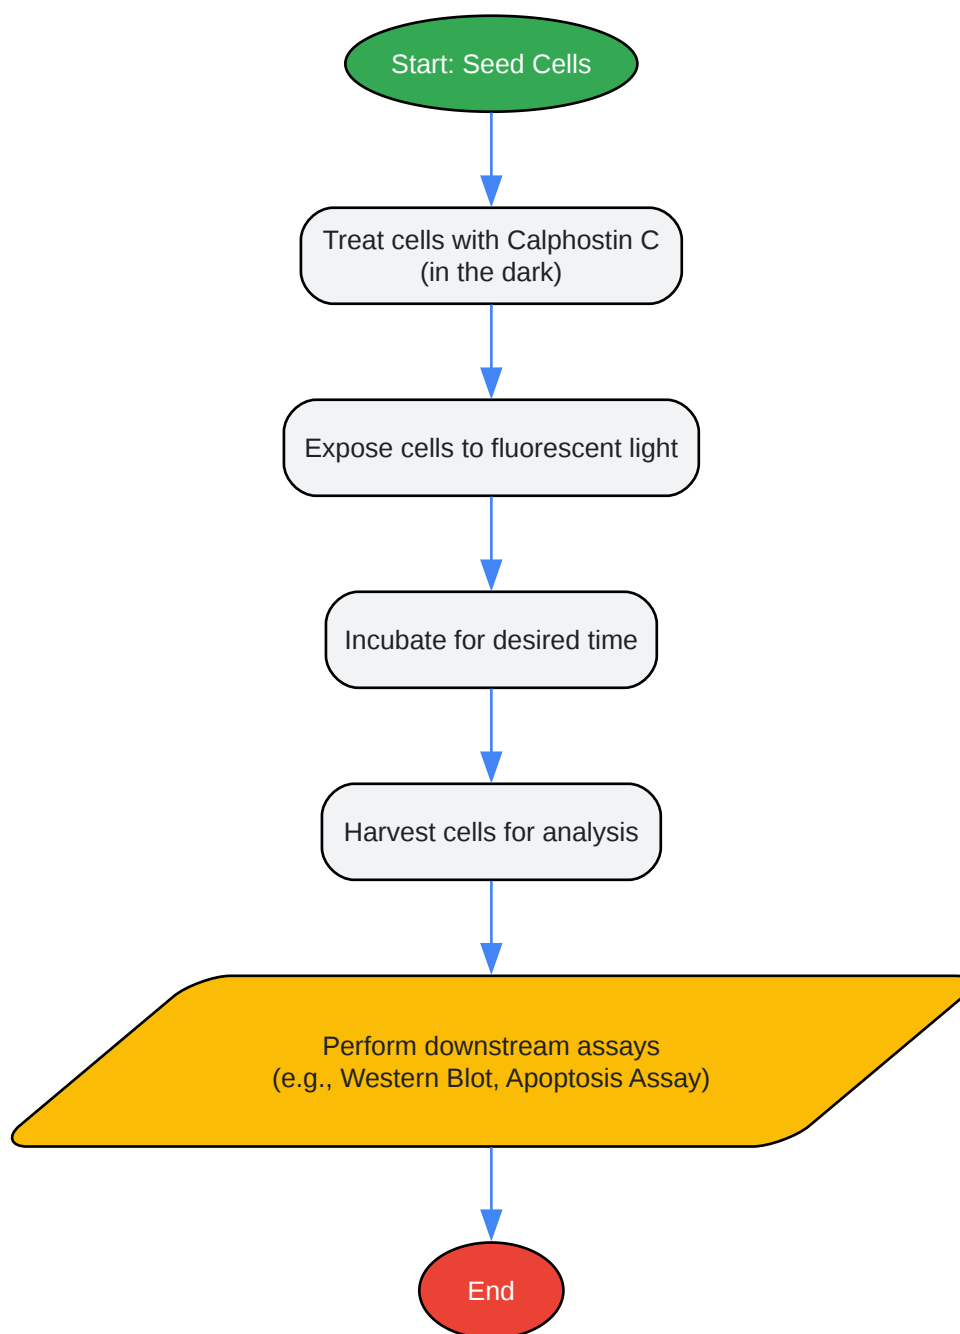 Start: Seed Cells
Treat cells with Calphostin C
(in the dark)
Expose cells to fluorescent light
Incubate for desired time
Harvest cells for analysis
Perform downstream assays
(e.g., Western Blot, Apoptosis Assay)
End